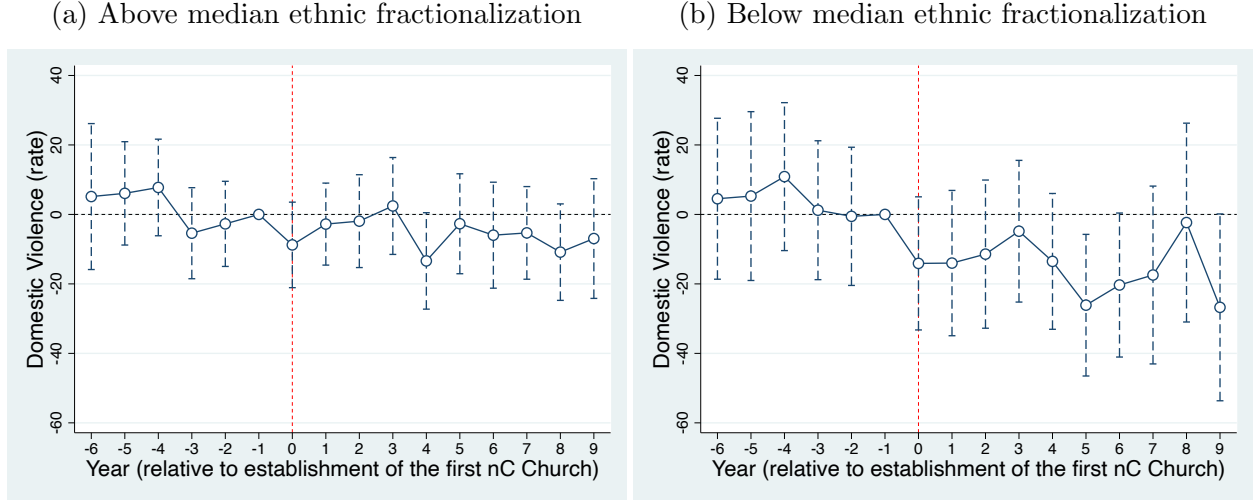 (a) Above median ethnic fractionalization
(b) Below median ethnic fractionalization
Domestic Violence (rate)
40
20
0
-20
-40
-60
-6 -5 -4 -3 -2 -1 0 1 2 3 4 5 6 7 8 9
Year (relative to establishment of the first nC Church)
Domestic Violence (rate)
40
20
0
-20
-40
-60
-6 -5 -4 -3 -2 -1 0 1 2 3 4 5 6 7 8 9
Year (relative to establishment of the first nC Church)